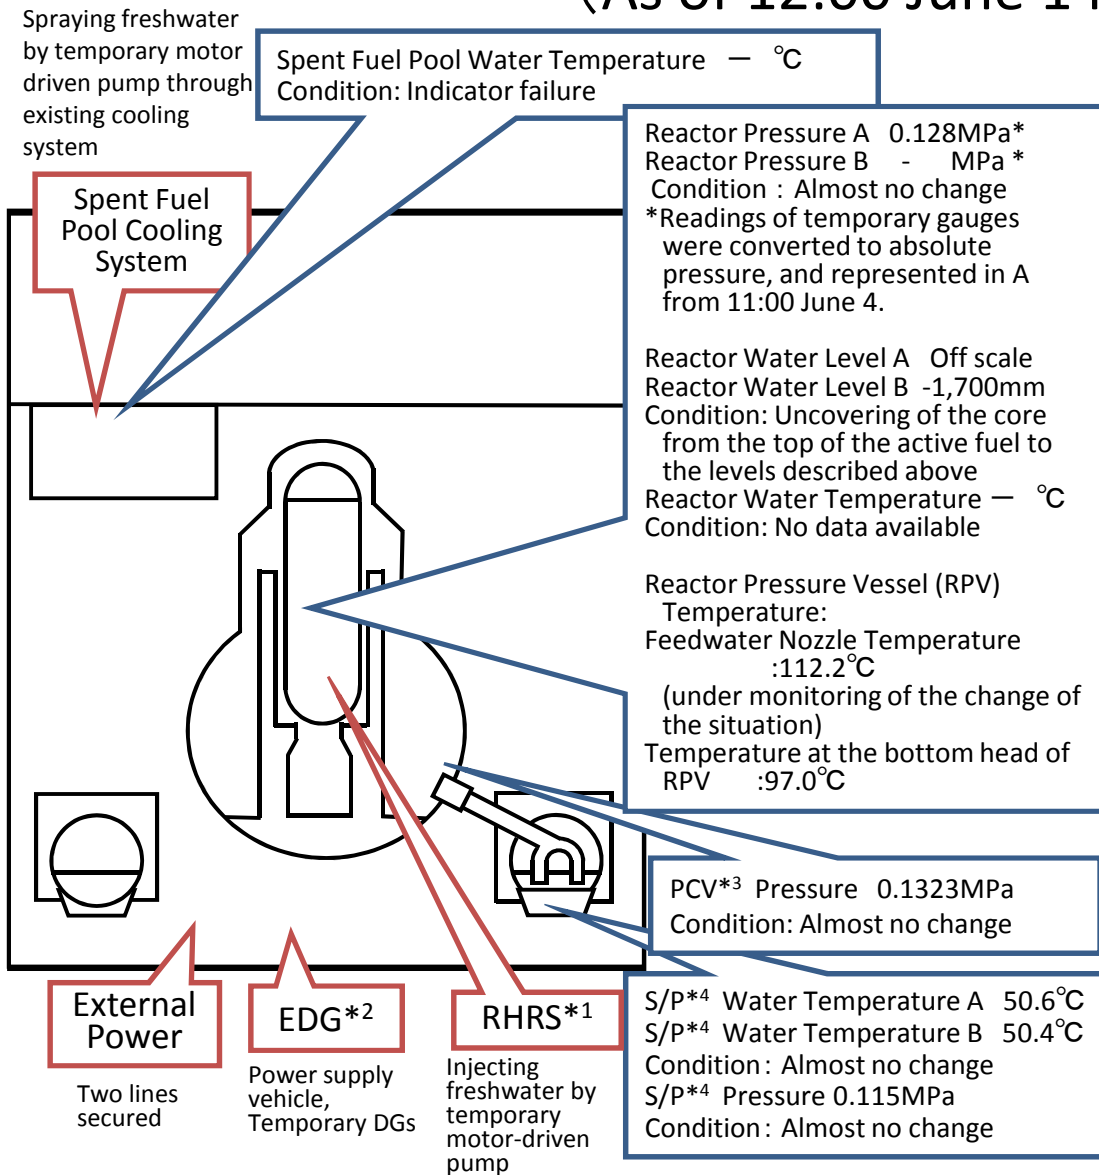 (As of 12:00 June 14
Spraying freshwater
by temporary motor
driven pump through
existing cooling
system
Spent Fuel Pool Water Temperature － ℃
Condition: Indicator failure
Spent Fuel
Pool Cooling
System
Reactor Pressure A 0.128MPa*
Reactor Pressure B - MPa *
Condition : Almost no change
*Readings of temporary gauges
were converted to absolute
pressure, and represented in A
from 11:00 June 4.
Reactor Water Level A Off scale
Reactor Water Level B -1,700mm
Condition: Uncovering of the core
from the top of the active fuel to
the levels described above
Reactor Water Temperature － ℃
Condition: No data available
Reactor Pressure Vessel (RPV)
Temperature:
Feedwater Nozzle Temperature
:112.2℃
(under monitoring of the change of
the situation)
Temperature at the bottom head of
RPV :97.0℃
PCV*3 Pressure 0.1323MPa
Condition: Almost no change
S/P*4 Water Temperature A 50.6℃
S/P*4 Water Temperature B 50.4℃
Condition: Almost no change
S/P*4 Pressure 0.115MPa
Condition: Almost no change
External
Power
Two lines
secured
EDG*2
Power supply
vehicle,
Temporary DGs
RHRS*1
Injecting
freshwater by
temporary
motor-driven
pump